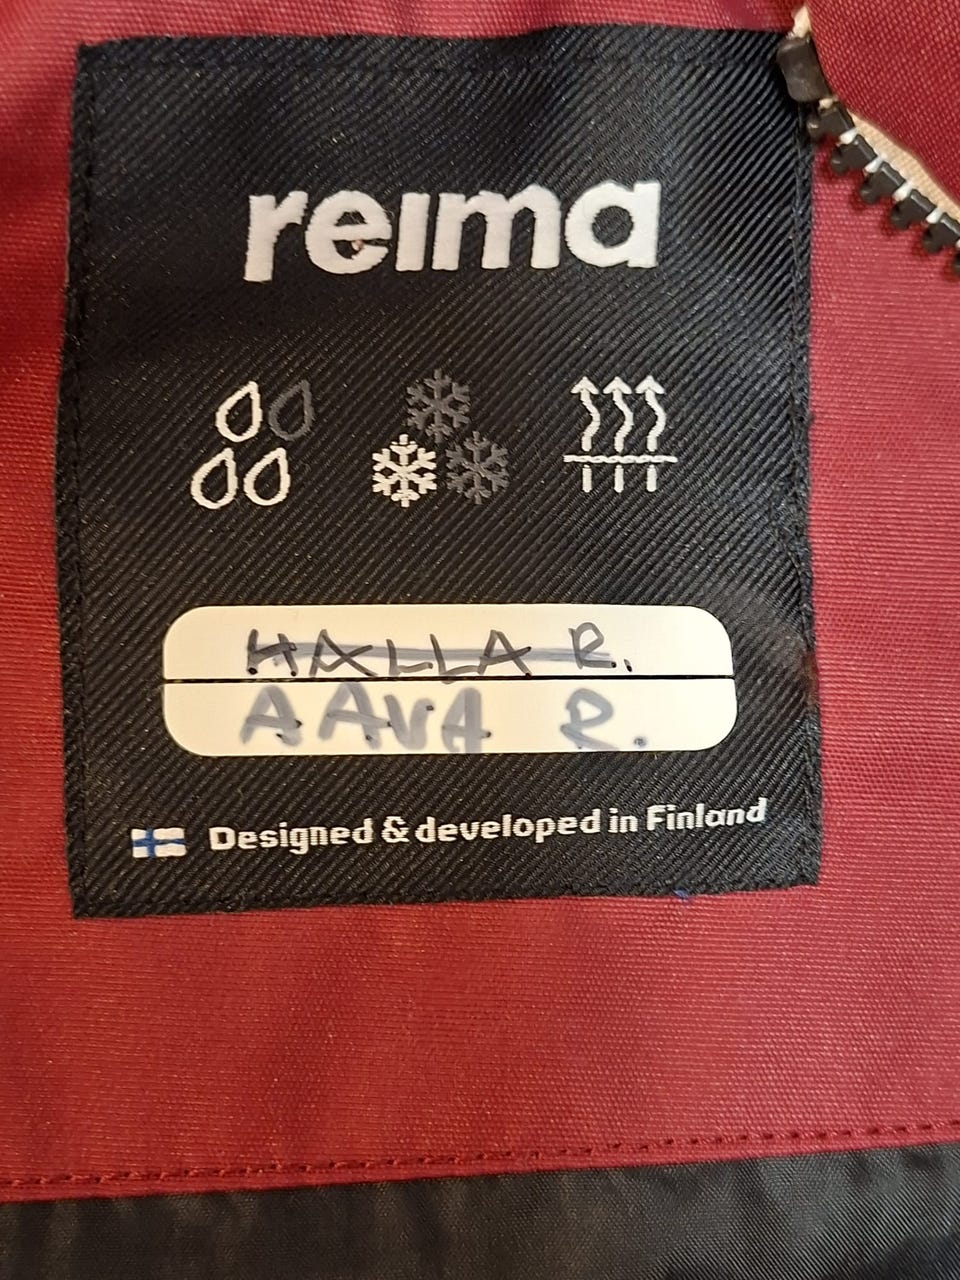 reima
HALLA R.
AAVA R.
Designed & developed in Finland